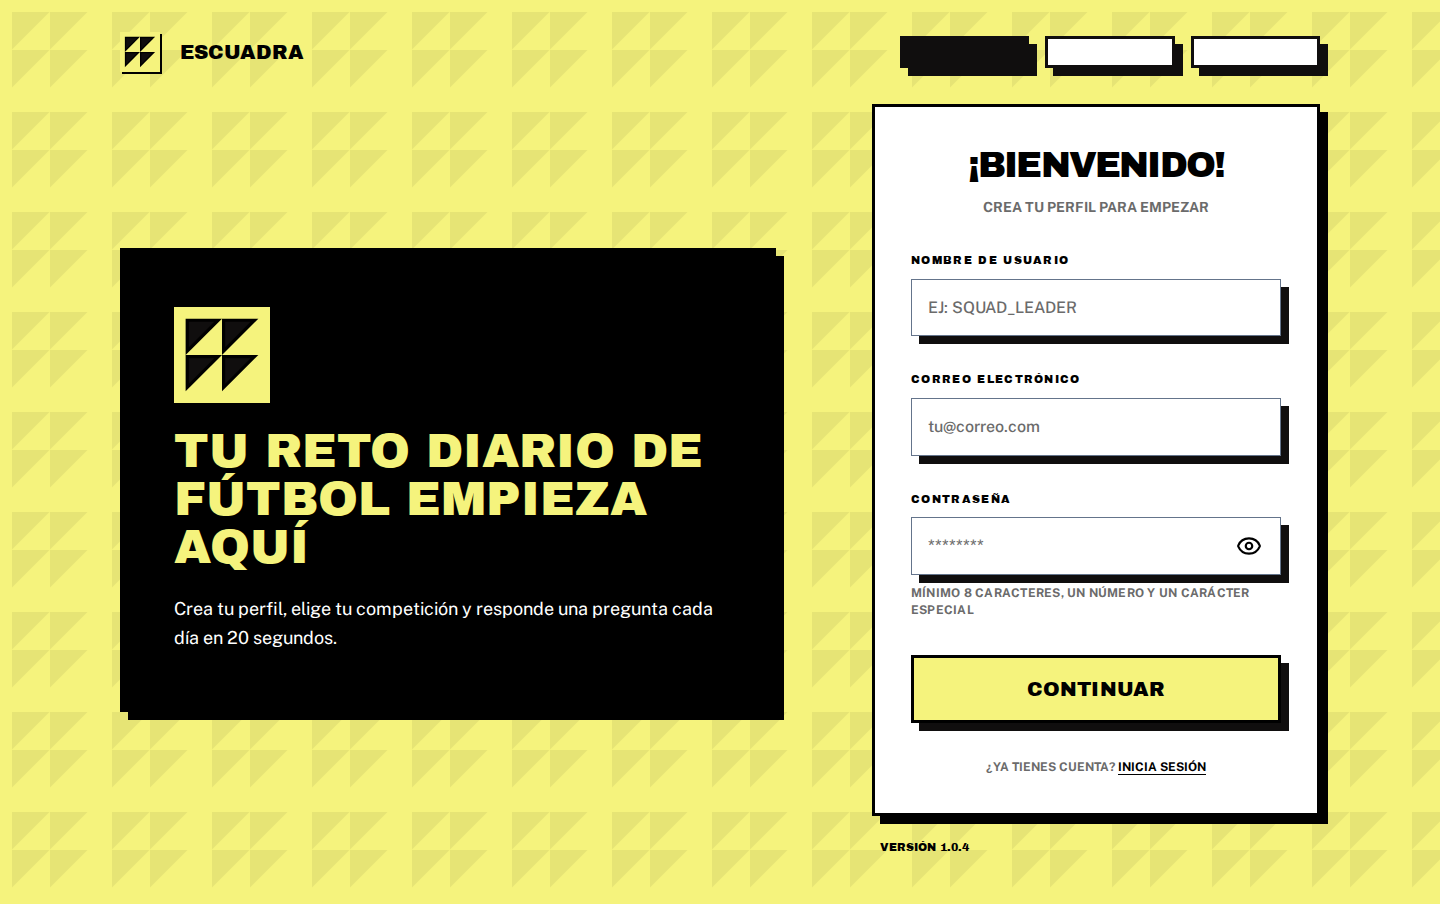 ESCUADRA
TU RETO DIARIO DE
FÚTBOL EMPIEZA
AQUÍ
Crea tu perfil, elige tu competición y responde una pregunta cada
día en 20 segundos.
¡BIENVENIDO!
CREA TU PERFIL PARA EMPEZAR
NOMBRE DE USUARIO
EJ: SQUAD_LEADER
CORREO ELECTRÓNICO
tu@correo.com
CONTRASEÑA
********
MÍNIMO 8 CARACTERES, UN NÚMERO Y UN CARÁCTER
ESPECIAL
CONTINUAR
¿YA TIENES CUENTA? INICIA SESIÓN
VERSIÓN 1.0.4